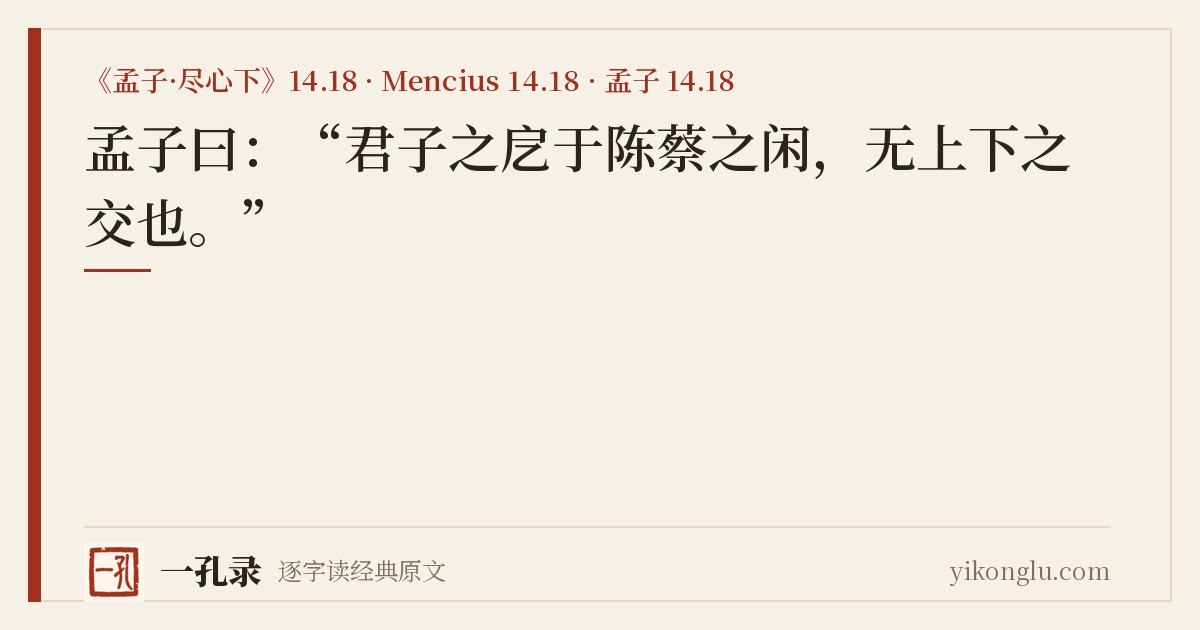 《孟子·尽心下》14.18 · Mencius 14.18 · 孟子 14.18
孟子曰：“君子之戹于陈蔡之闲，无上下之
交也。”
一孔
一孔录 逐字读经典原文 yikonglu.com